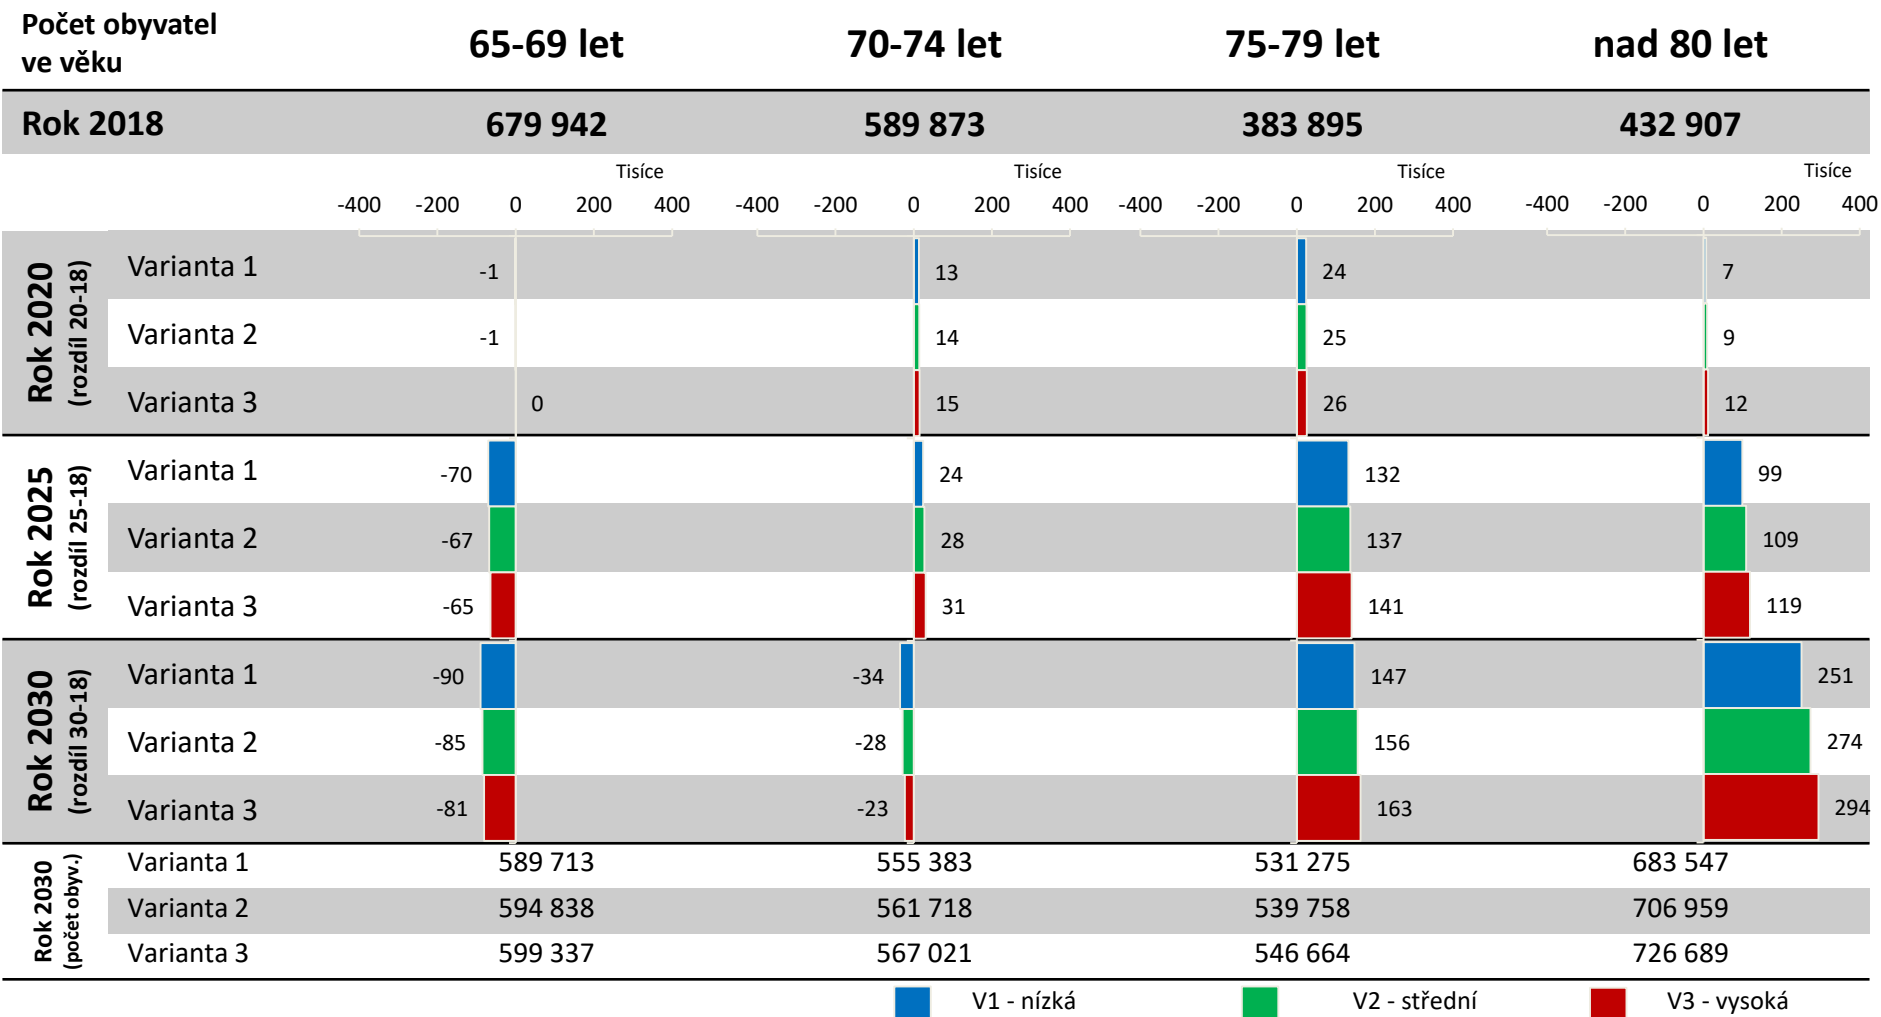 Počet obyvatel
ve věku
65-69 let 70-74 let 75-79 let nad 80 let
Rok 2018 679 942 589 873 383 895 432 907
Tisíce Tisíce Tisíce Tisíce
-400 -200 0 200 400 -400 -200 0 200 400 -400 -200 0 200 400 -400 -200 0 200 400
Rok 2020
(rozdíl 20-18)
Varianta 1 -1 13 24 7
Varianta 2 -1 14 25 9
Varianta 3 0 15 26 12
Rok 2025
(rozdíl 25-18)
Varianta 1 -70 24 132 99
Varianta 2 -67 28 137 109
Varianta 3 -65 31 141 119
Rok 2030
(rozdíl 30-18)
Varianta 1 -90 -34 147 251
Varianta 2 -85 -28 156 274
Varianta 3 -81 -23 163 294
Rok 2030
(počet obyv.)
Varianta 1 589 713 555 383 531 275 683 547
Varianta 2 594 838 561 718 539 758 706 959
Varianta 3 599 337 567 021 546 664 726 689
V1 - nízká V2 - střední V3 - vysoká